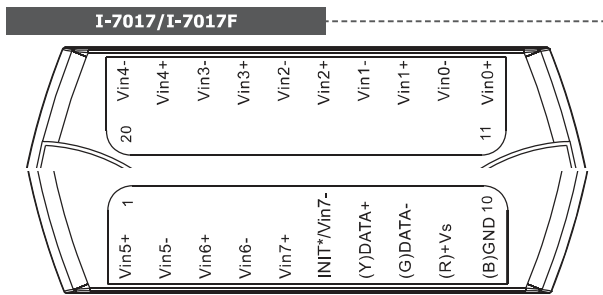 I-7017/I-7017F
Vin4-
Vin4+
Vin3-
Vin3+
Vin2-
Vin2+
Vin1-
Vin1+
Vin0-
Vin0+
20
11
1
10
Vin5+
Vin5-
Vin6+
Vin6-
Vin7+
INIT*/Vin7-
(Y)DATA+
(G)DATA-
(R)+Vs
(B)GND